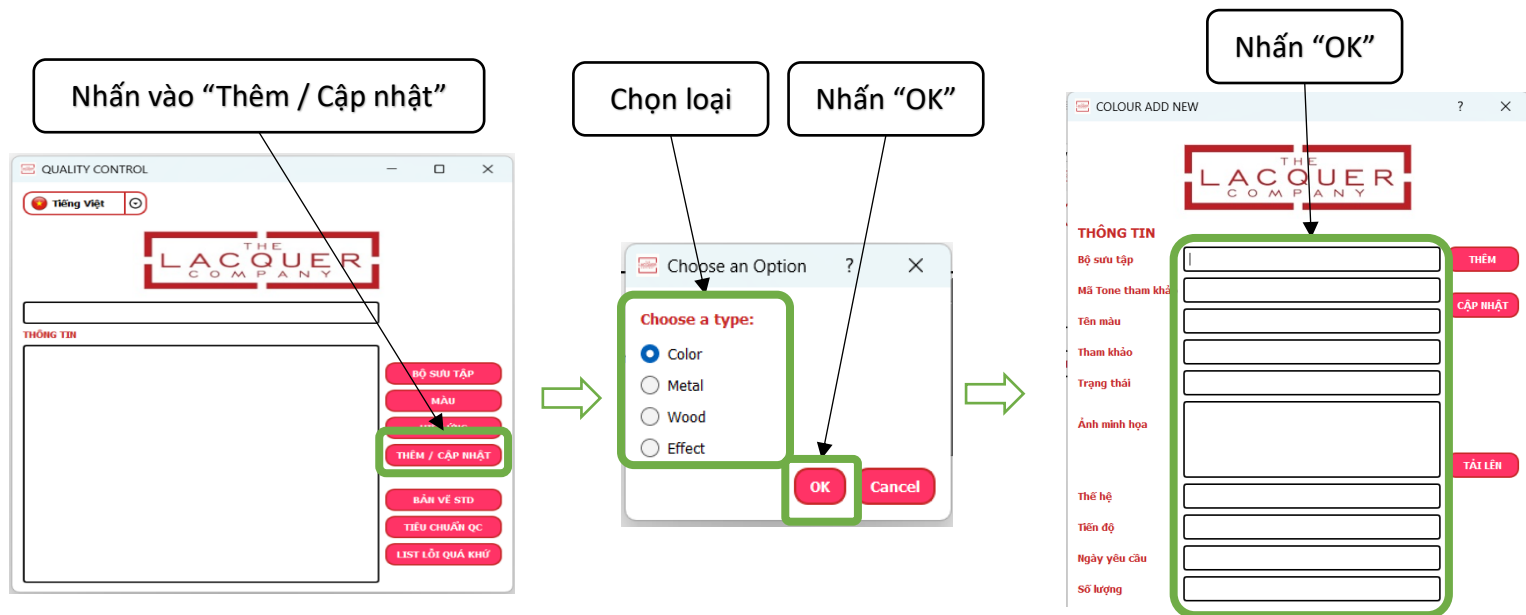 Nhấn vào “Thêm / Cập nhật”
QUALITY CONTROL
Tiếng Việt
THE
LACQUER
COMPANY
THÔNG TIN
BỘ SƯU TẬP
MÀU
THÊM / CẬP NHẬT
BẢN VẼ STD
TIÊU CHUẨN QC
LIST LỖI QUÁ KHỨ
Chọn loại
Nhấn “OK”
Choose an Option
Choose a type:
Color
Metal
Wood
Effect
OK
Cancel
Nhấn “OK”
COLOUR ADD NEW
THE
LACQUER
COMPANY
THÔNG TIN
Bộ sưu tập
THÊM
Mã Tone tham khả
CẬP NHẬT
Tên màu
Tham khảo
Trạng thái
Ảnh minh họa
TẢI LÊN
Thế hệ
Tiến độ
Ngày yêu cầu
Số lượng